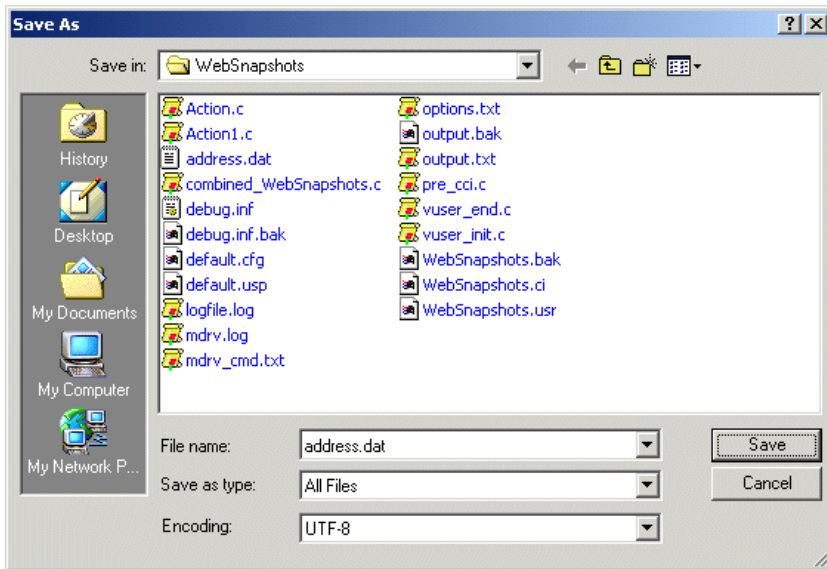 Save As
Save in: WebSnapshots
History
Desktop
My Documents
My Computer
My Network P...
Action.c
Action1.c
address.dat
combined_WebSnapshots.c
debug.inf
debug.inf.bak
default.cfg
default.usp
logfile.log
mdrv.log
mdrv_cmd.txt
options.txt
output.bak
output.txt
pre_cci.c
vuser_end.c
vuser_init.c
WebSnapshots.bak
WebSnapshots.ci
WebSnapshots.usr
File name: address.dat
Save
Save as type: All Files
Cancel
Encoding: UTF-8